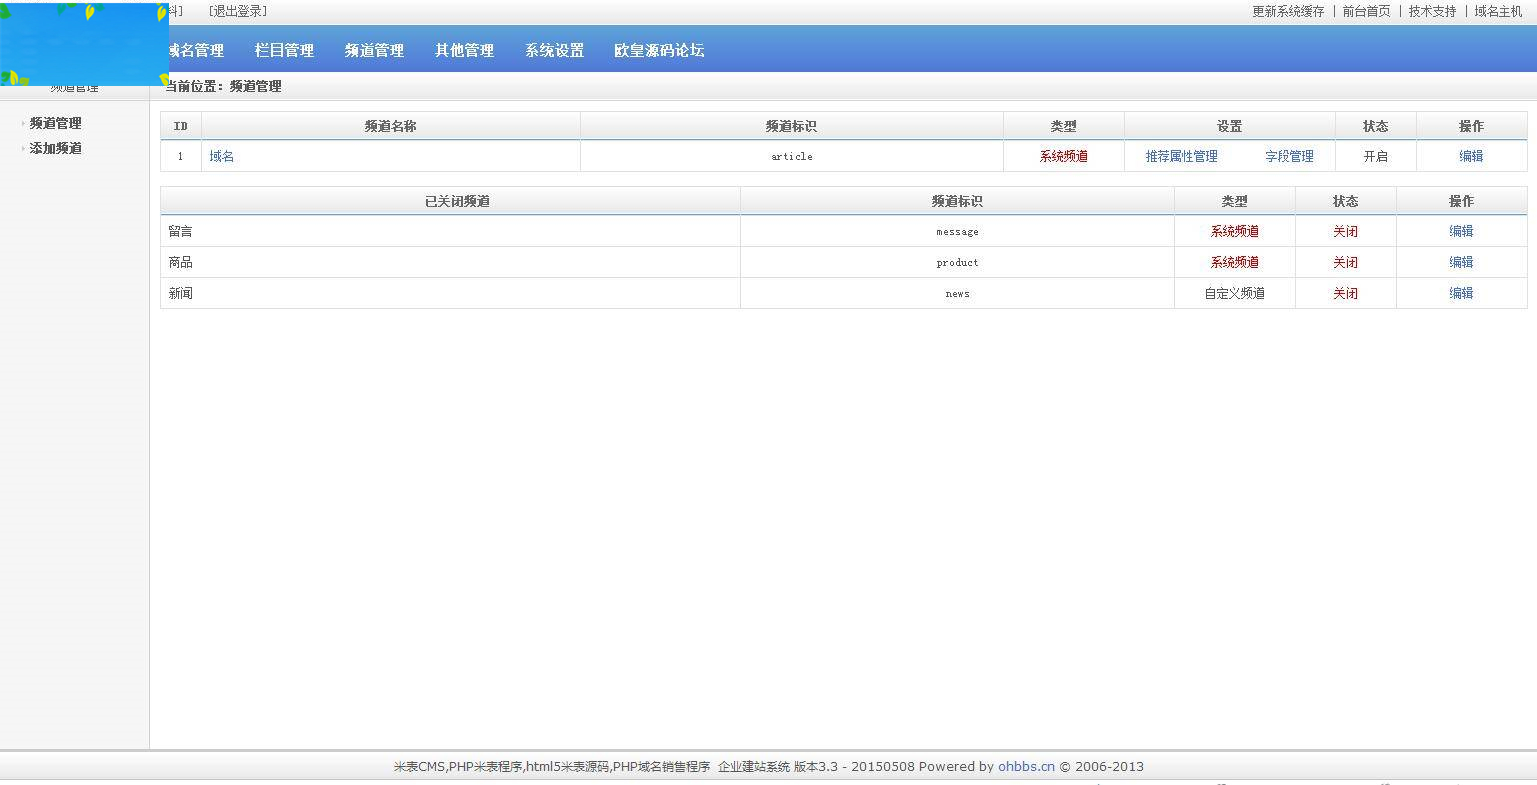 料]    [退出登录]    更新系统缓存 | 前台首页 | 技术支持 | 域名主机
域名管理 栏目管理 频道管理 其他管理 系统设置 欧皇源码论坛
频道管理
当前位置：频道管理
频道管理
添加频道
ID 频道名称 频道标识 类型 设置 状态 操作
1 域名 article 系统频道 推荐属性管理 字段管理 开启 编辑
已关闭频道 频道标识 类型 状态 操作
留言 message 系统频道 关闭 编辑
商品 product 系统频道 关闭 编辑
新闻 news 自定义频道 关闭 编辑
米表CMS,PHP米表程序,html5米表源码,PHP域名销售程序 企业建站系统 版本3.3 - 20150508 Powered by ohbbs.cn © 2006-2013